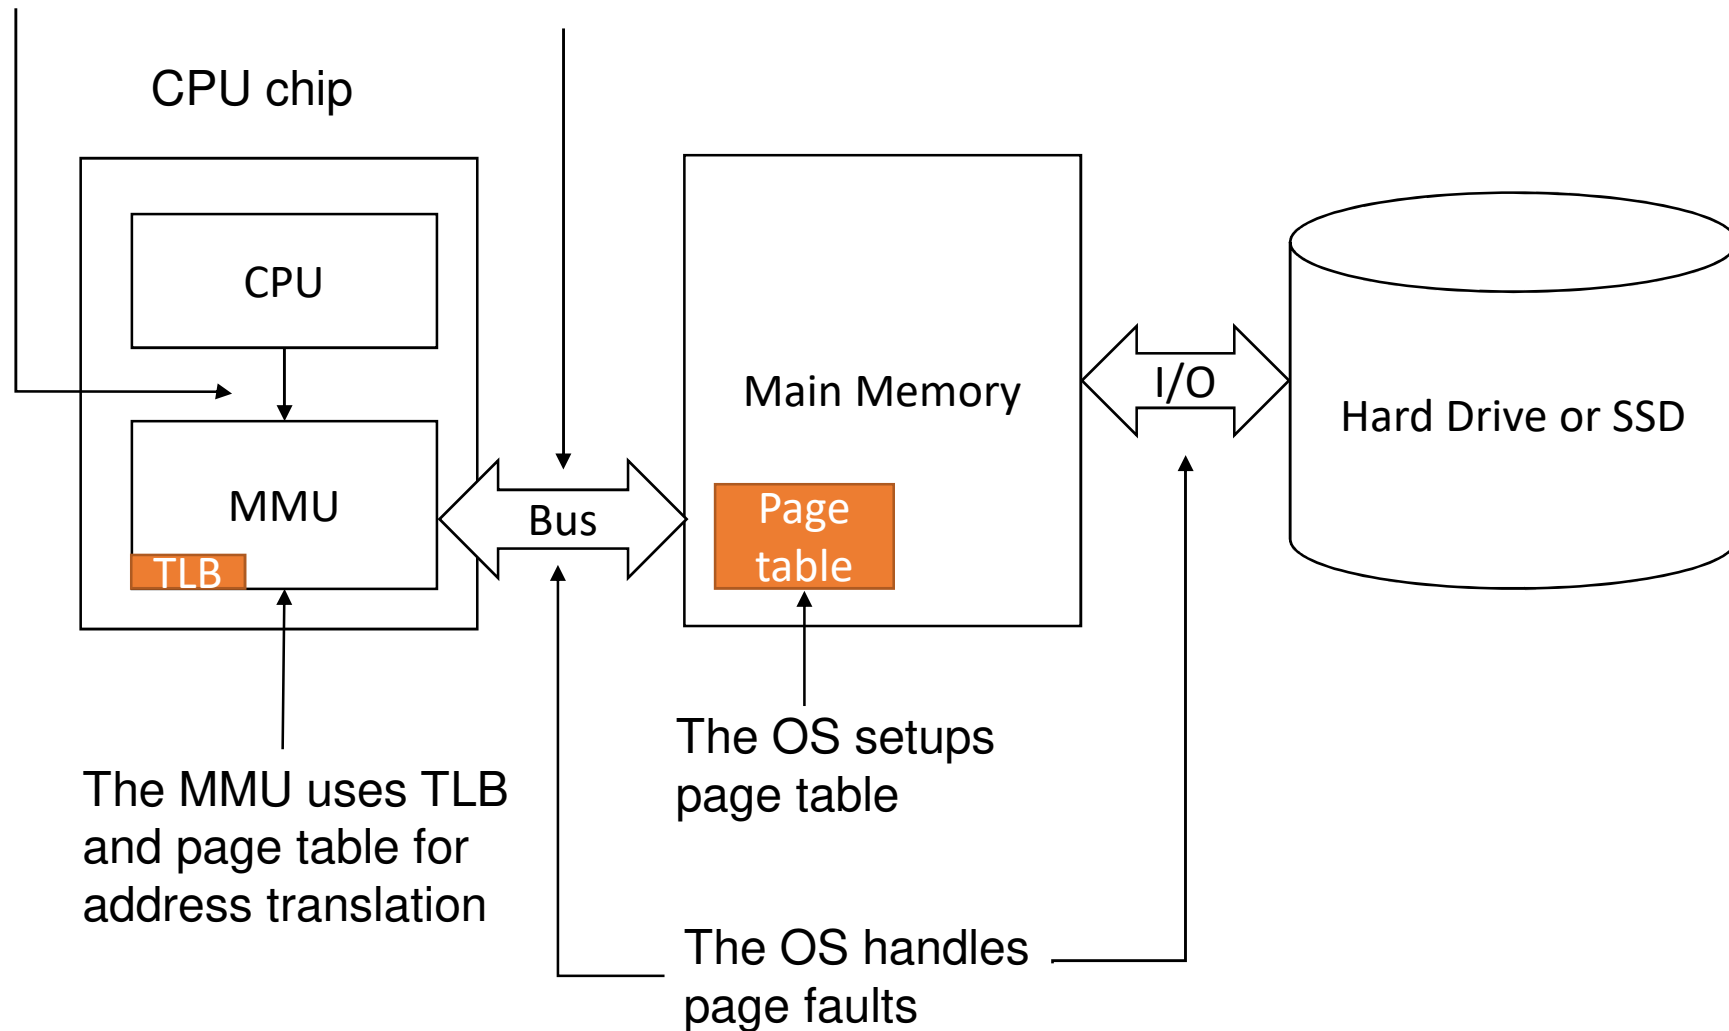 CPU chip
CPU
MMU
TLB
Bus
Main Memory
Page
table
I/O
Hard Drive or SSD
The MMU uses TLB
and page table for
address translation
The OS setups
page table
The OS handles
page faults